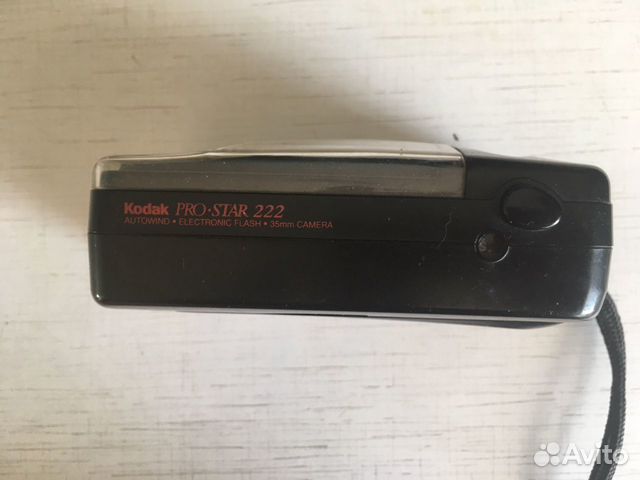 Kodak PRO•STAR 222
AUTOWIND • ELECTRONIC FLASH • 35mm CAMERA
Avito